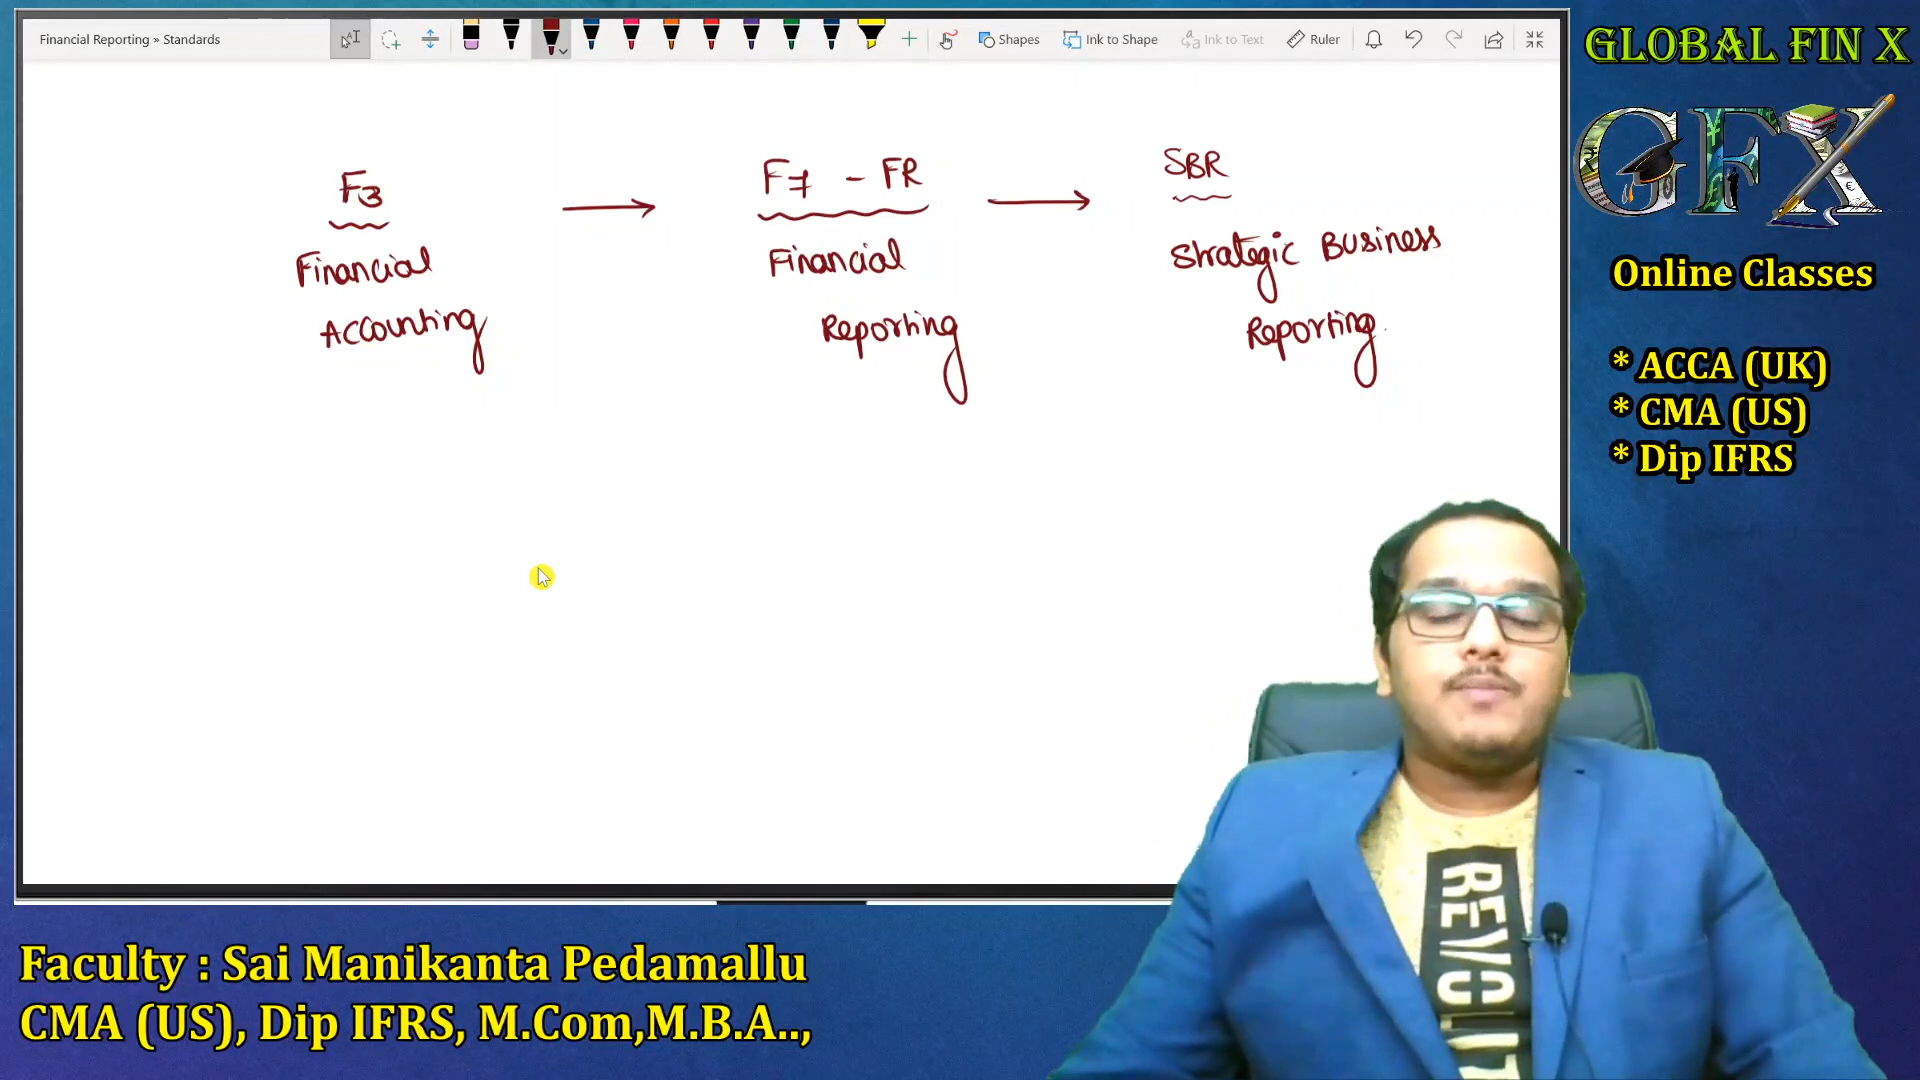 Financial Reporting » Standards
Shapes
Ink to Shape
Ink to Text
Ruler
GLOBAL FIN X
GFX
Online Classes
* ACCA (UK)
* CMA (US)
* Dip IFRS
F3
Financial
Accounting
F7 - FR
Financial
Reporting
SBR
Strategic Business
Reporting
Faculty : Sai Manikanta Pedamallu
CMA (US), Dip IFRS, M.Com,M.B.A..,